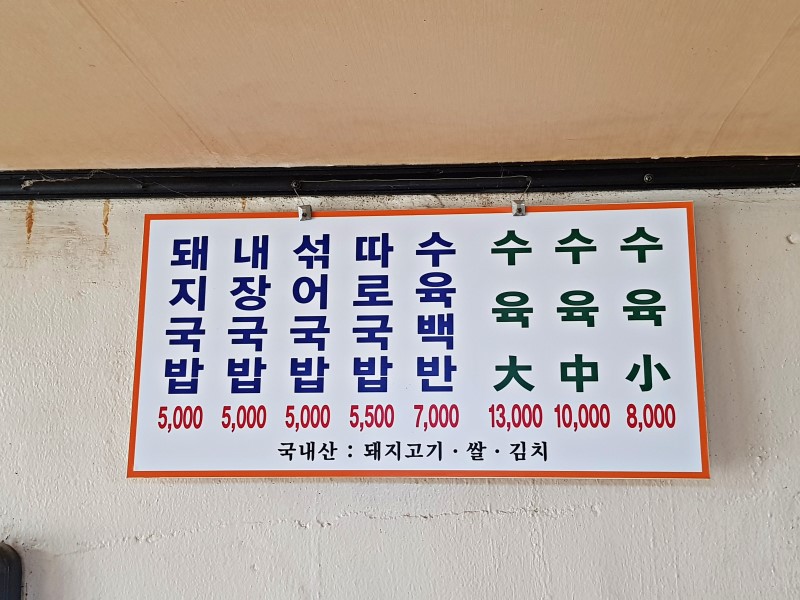 돼지국밥 5,000
내장국밥 5,000
섞어국밥 5,000
따로국밥 5,500
수육백반 7,000
수육大 13,000
수육中 10,000
수육小 8,000
국내산 : 돼지고기 · 쌀 · 김치